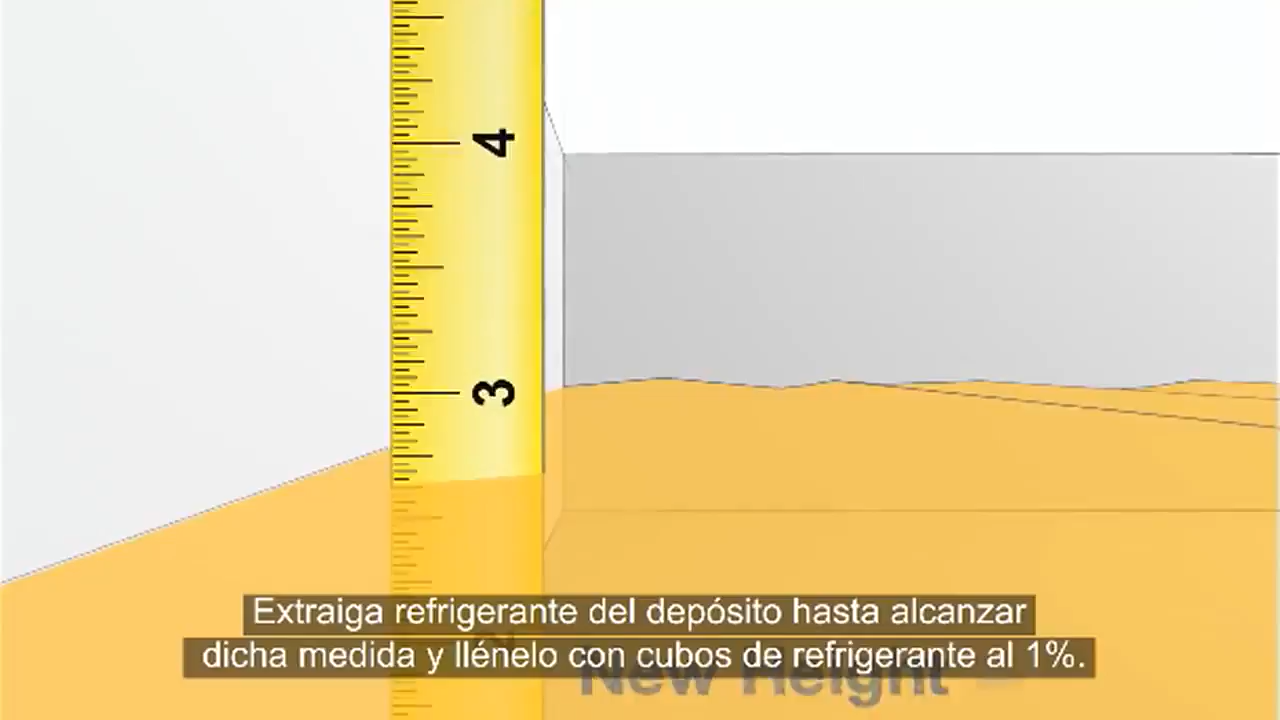 4
3
2
Extraiga refrigerante del depósito hasta alcanzar
dicha medida y llénelo con cubos de refrigerante al 1%.
New Height